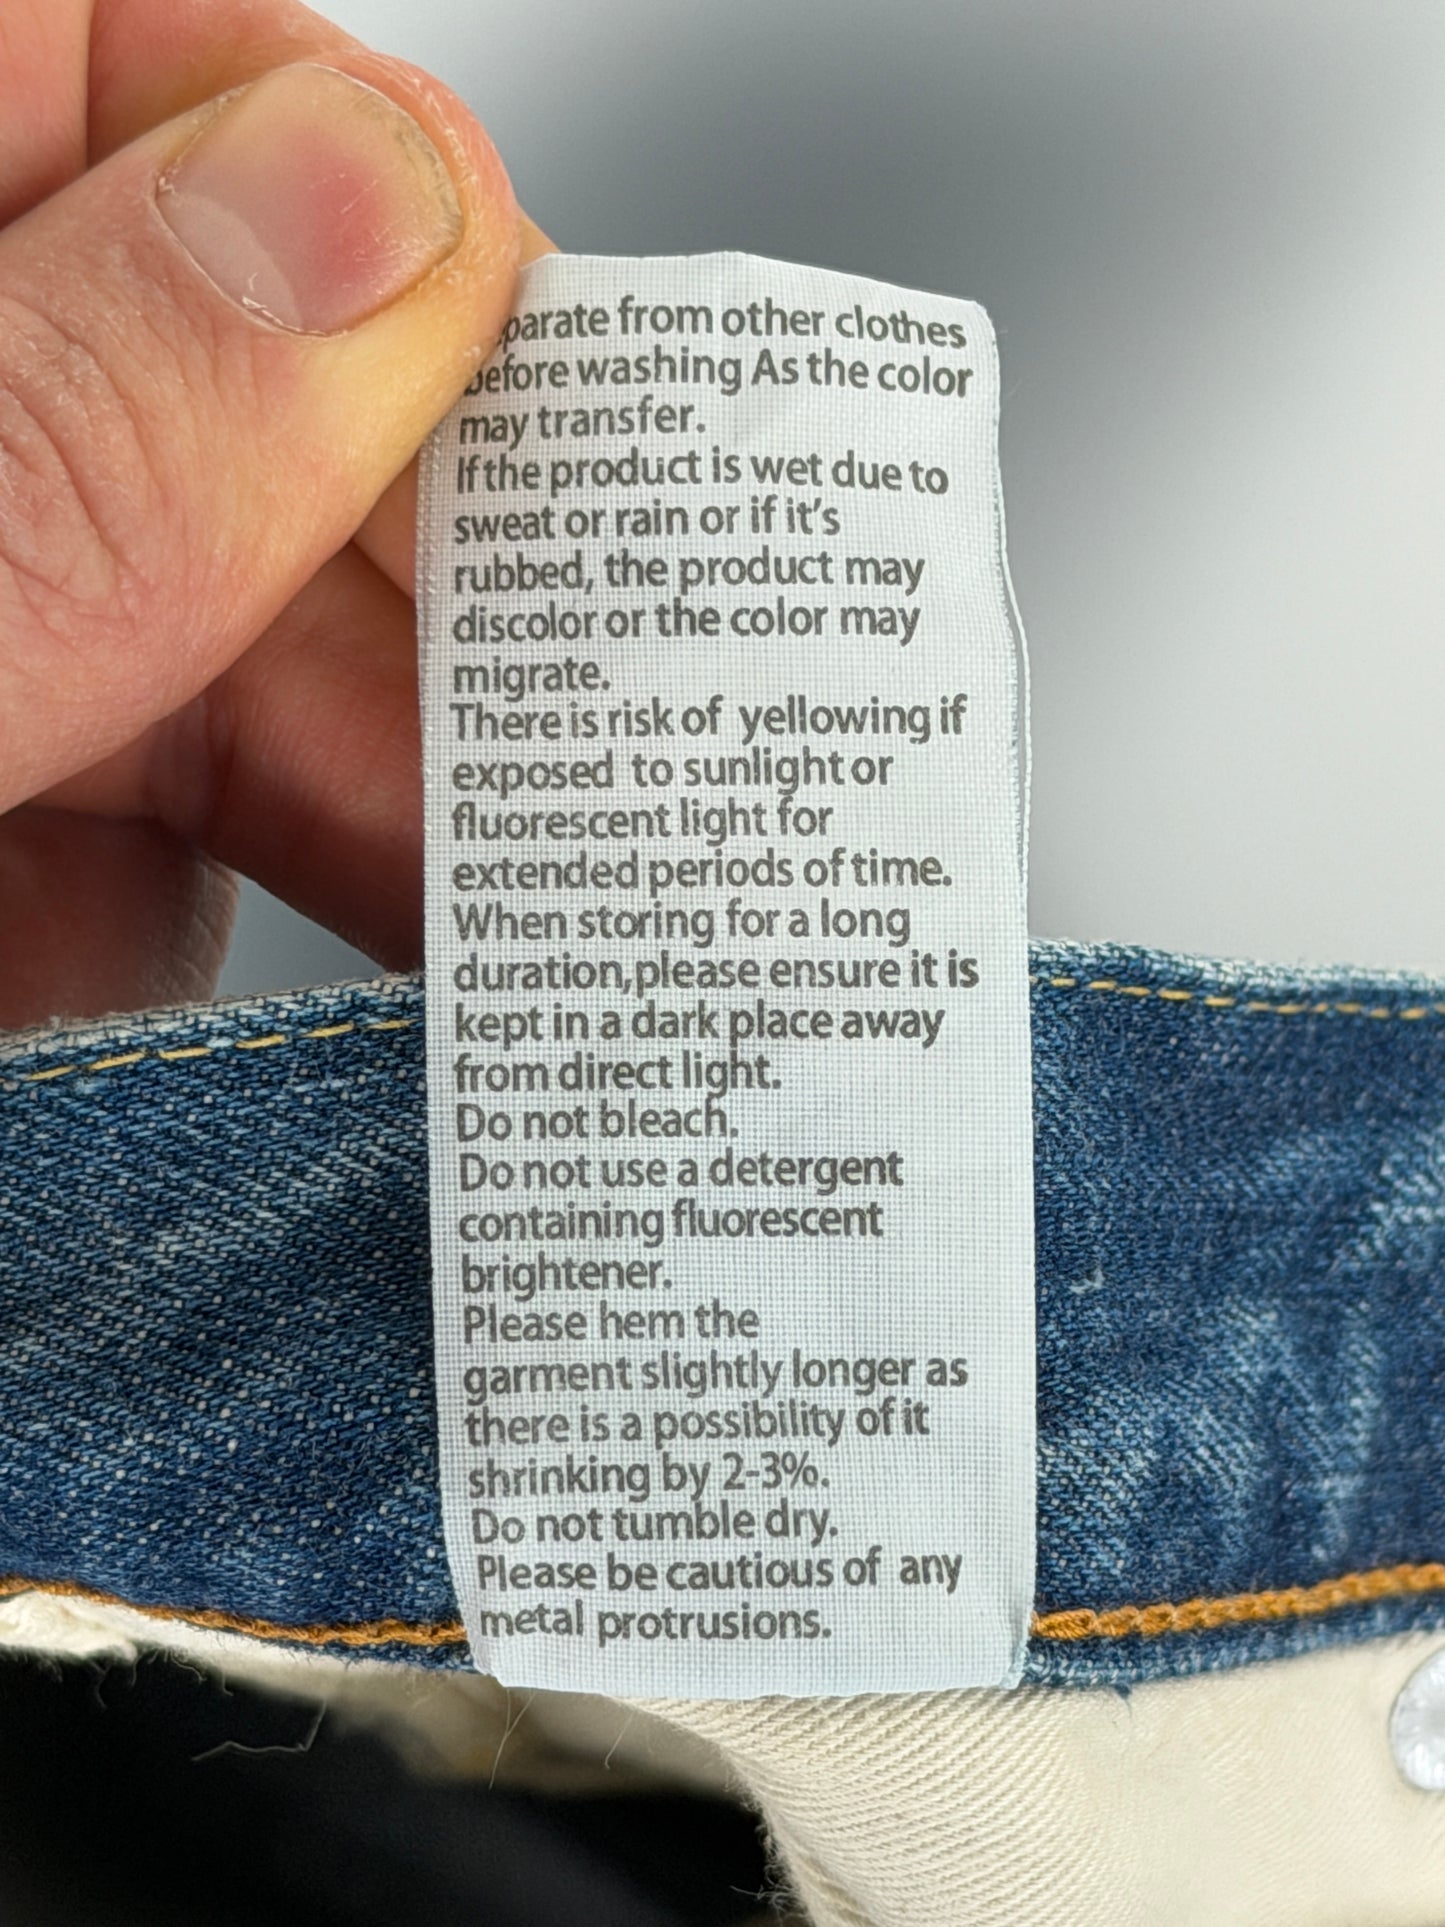 from other clothes
before washing As the color
may transfer.
If the product is wet due to
sweat or rain or if it's
rubbed, the product may
discolor or the color may
migrate.
There is risk of yellowing if
exposed to sunlight or
fluorescent light for
extended periods of time.
When storing for a long
duration,please ensure it is
kept in a dark place away
from direct light.
Do not bleach.
Do not use a detergent
containing fluorescent
brightener.
Please hem the
garment slightly longer as
there is a possibility of it
shrinking by 2-3%.
Do not tumble dry.
Please be cautious of any
metal protrusions.